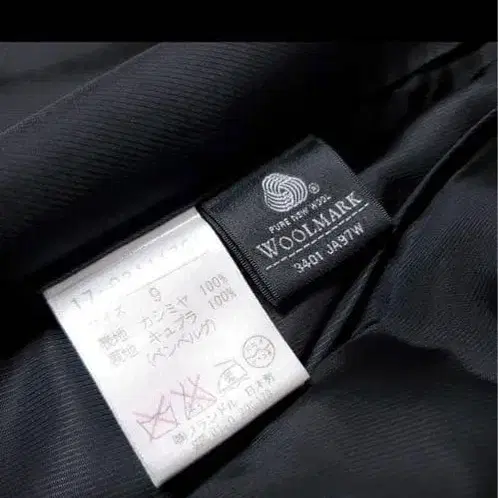 PURE NEW WOOL
WOOLMARK
3401 JA97W
サイズ 9
表地 カシミヤ 100%
裏地 キュプラ 100%
(ベンベルグ)
日本製